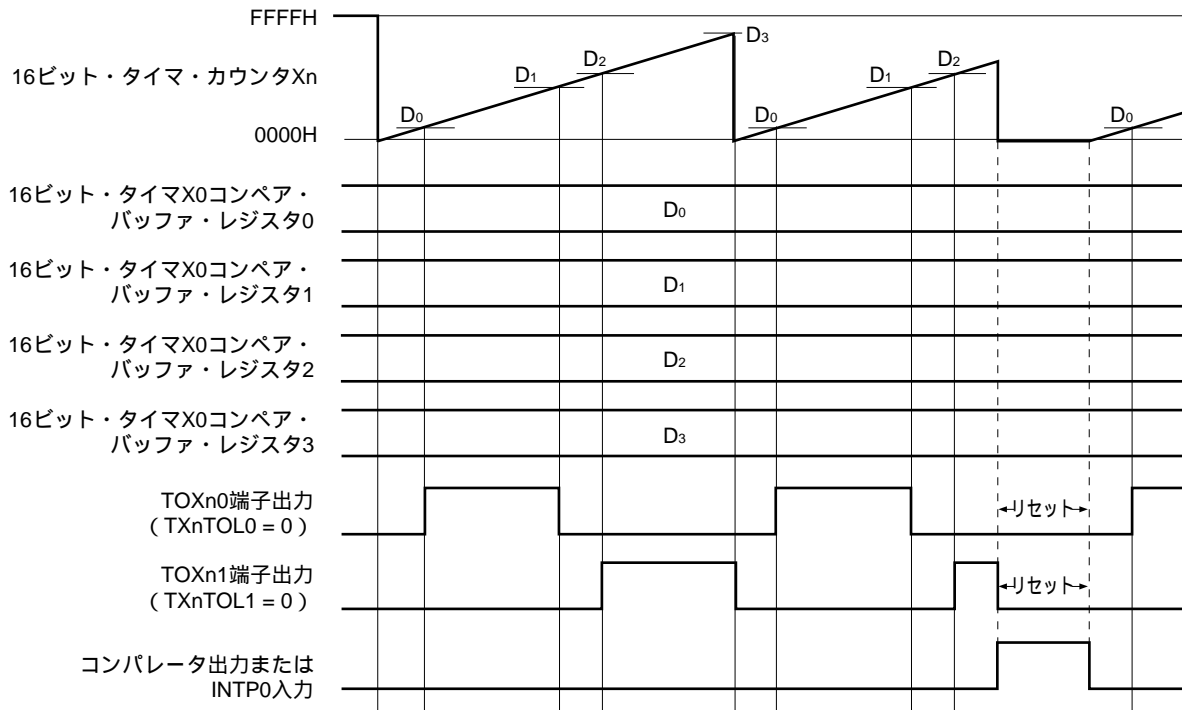 FFFFH
D3
D2
D2
16ビット・タイマ・カウンタXn
D1
D1
D0
D0
D0
0000H
16ビット・タイマX0コンペア・
バッファ・レジスタ0
D0
16ビット・タイマX0コンペア・
バッファ・レジスタ1
D1
16ビット・タイマX0コンペア・
バッファ・レジスタ2
D2
16ビット・タイマX0コンペア・
バッファ・レジスタ3
D3
TOXn0端子出力
（TXnTOL0 = 0）
リセット
TOXn1端子出力
（TXnTOL1 = 0）
リセット
コンパレータ出力または
INTP0入力